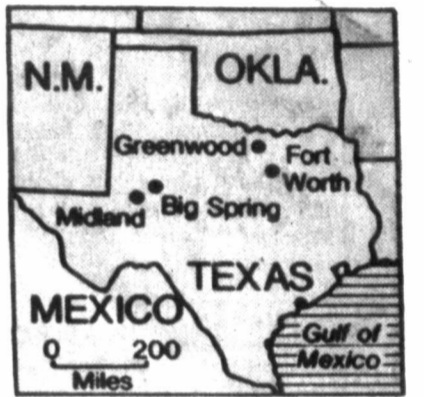 N.M.
OKLA.
Greenwood
Fort
Worth
Midland
Big Spring
TEXAS
MEXICO
Gulf of
Mexico
0 200
Miles